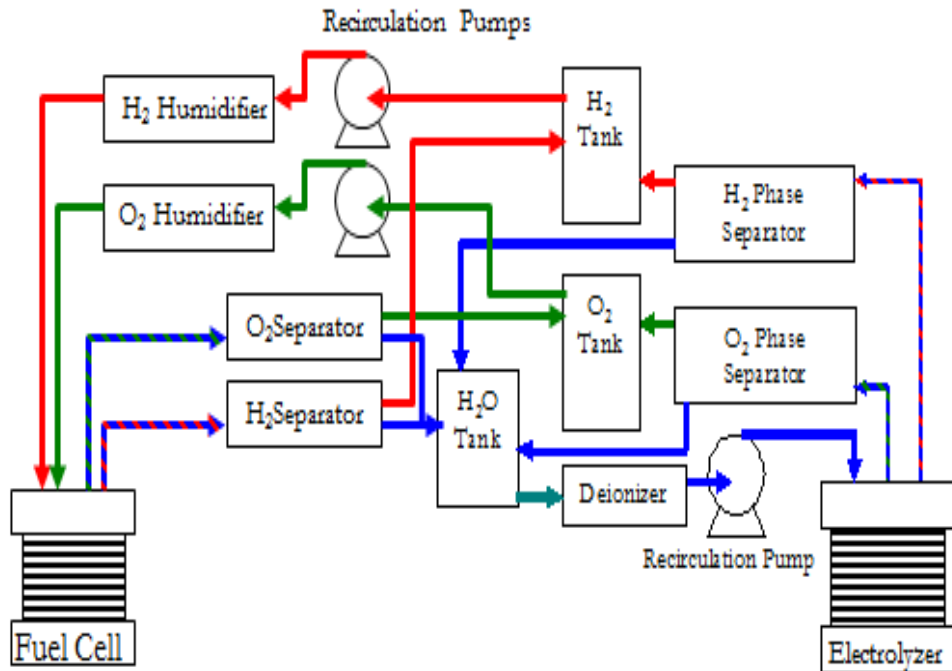 Recirculation Pumps
H₂ Humidifier
H₂
Tank
O₂ Humidifier
H₂ Phase
Separator
O₂Separator
O₂
Tank
O₂ Phase
Separator
H₂Separator
H₂O
Tank
Deionizer
Recirculation Pump
Fuel Cell
Electrolyzer